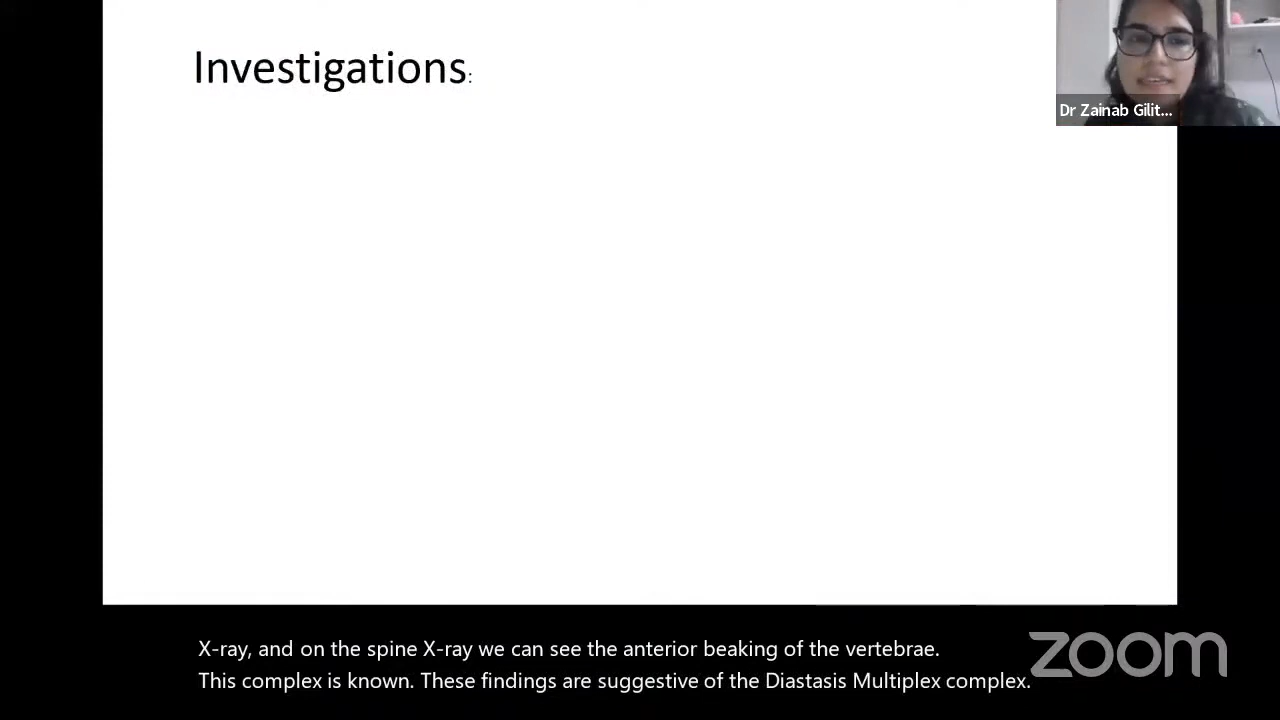 Investigations:
Dr Zainab Gilit...
X-ray, and on the spine X-ray we can see the anterior beaking of the vertebrae.
This complex is known. These findings are suggestive of the Diastasis Multiplex complex.
zoom